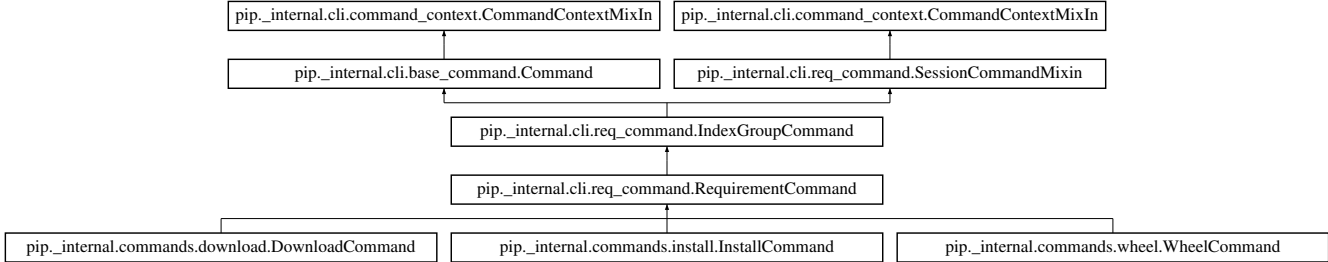 pip._internal.cli.command_context.CommandContextMixIn pip._internal.cli.command_context.CommandContextMixIn
pip._internal.cli.base_command.Command pip._internal.cli.req_command.SessionCommandMixin
pip._internal.cli.req_command.IndexGroupCommand
pip._internal.cli.req_command.RequirementCommand
pip._internal.commands.download.DownloadCommand pip._internal.commands.install.InstallCommand pip._internal.commands.wheel.WheelCommand